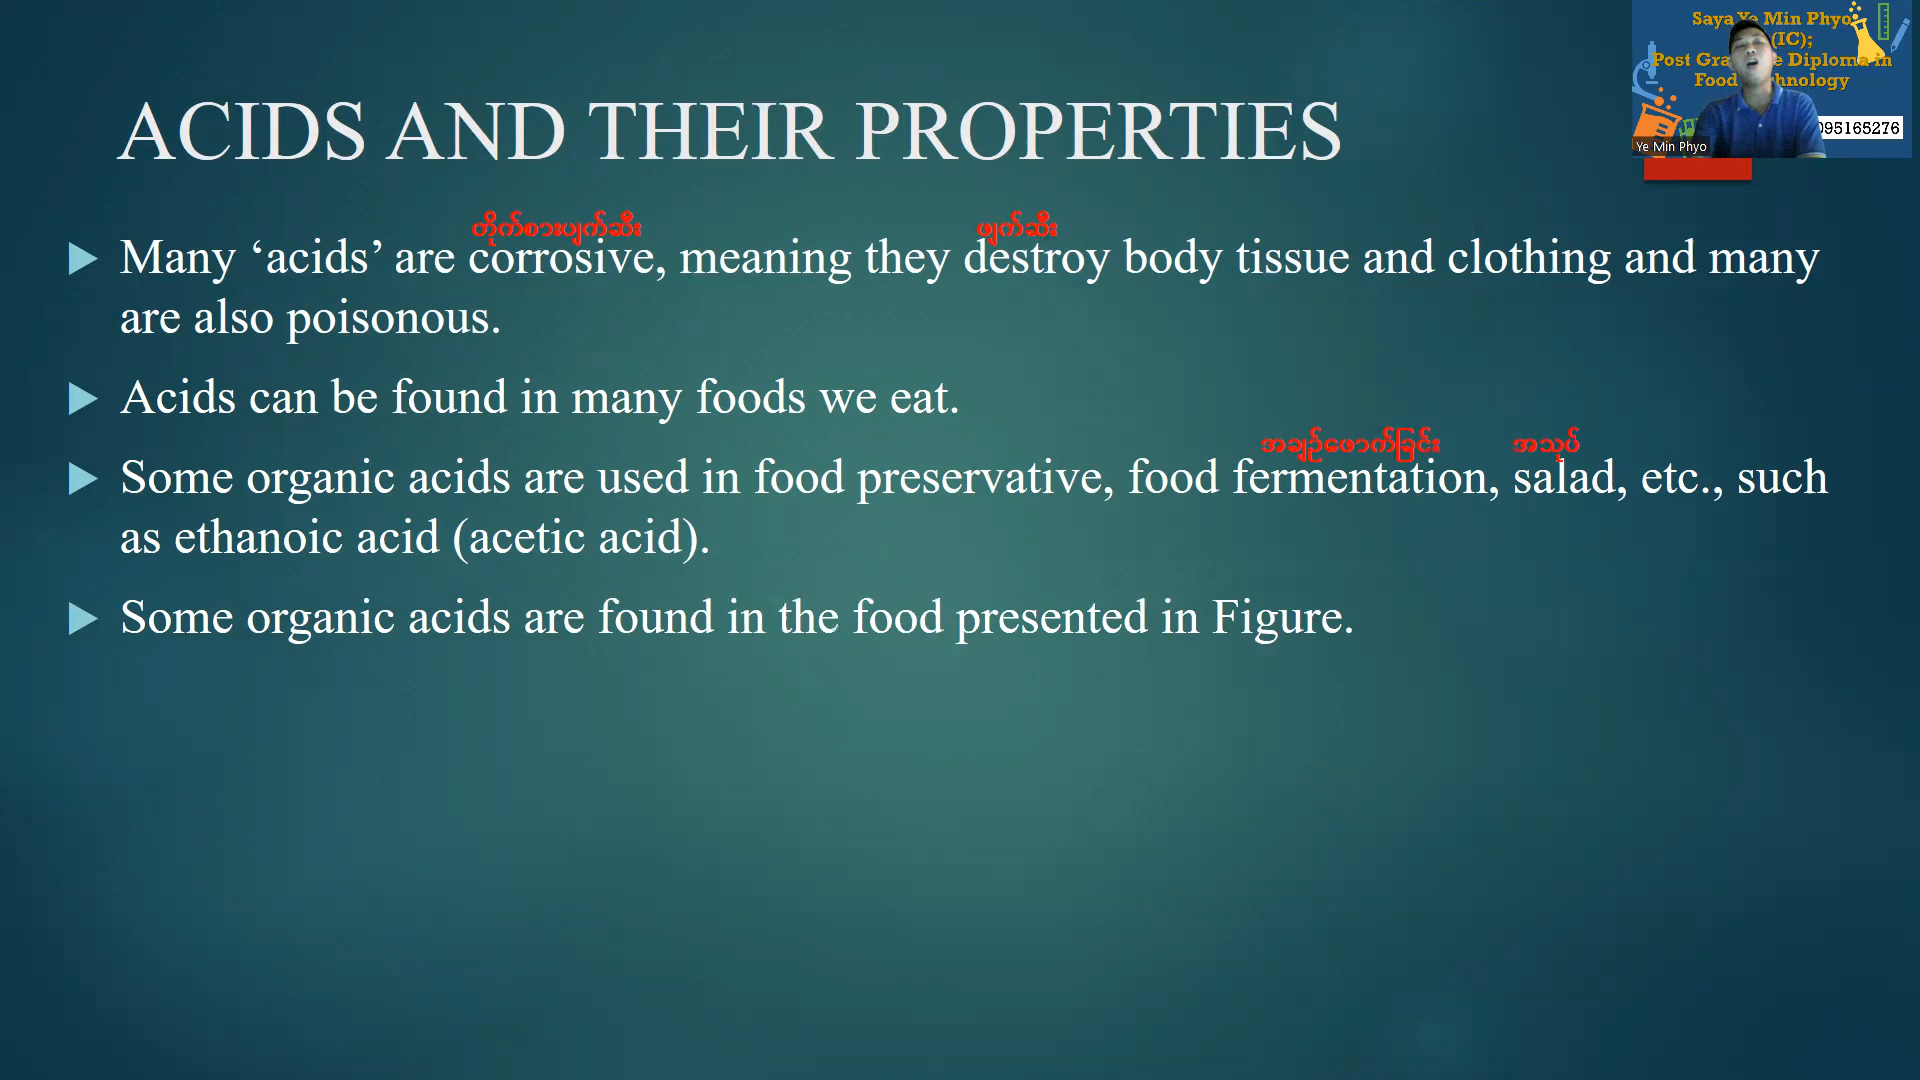 Saya Ye Min Phyo
(IC);
Post Diploma in
Food
095165276
Ye Min Phyo
ACIDS AND THEIR PROPERTIES
တိုက်စားပျက်ဆီး ဖျက်ဆီး
Many ‘acids’ are corrosive, meaning they destroy body tissue and clothing and many
are also poisonous.
Acids can be found in many foods we eat.
အချဉ်ဖောက်ခြင်း အသုပ်
Some organic acids are used in food preservative, food fermentation, salad, etc., such
as ethanoic acid (acetic acid).
Some organic acids are found in the food presented in Figure.